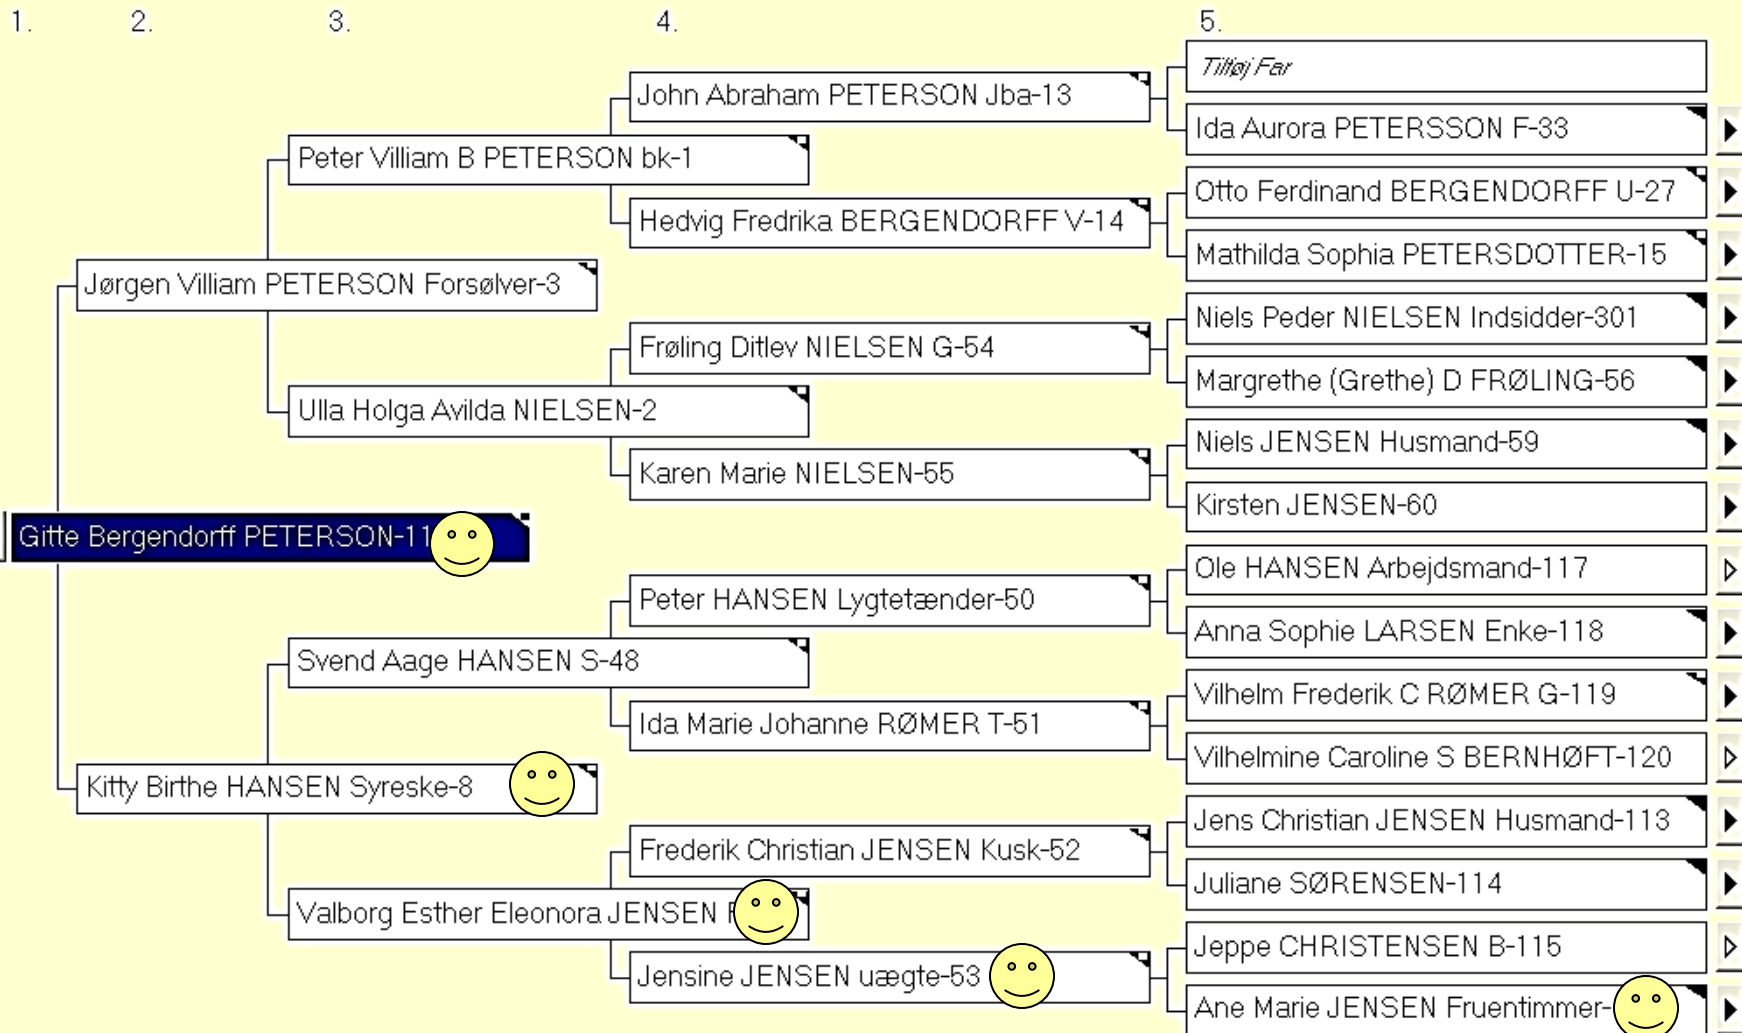 1. 2. 3. 4. 5.
Tilføj Far
John Abraham PETERSON Jba-13
Ida Aurora PETERSSON F-33
Peter Villiam B PETERSON bk-1
Otto Ferdinand BERGENDORFF U-27
Hedvig Fredrika BERGENDORFF V-14
Mathilda Sophia PETERSDOTTER-15
Jørgen Villiam PETERSON Forsølver-3
Niels Peder NIELSEN Indsidder-301
Frøling Ditlev NIELSEN G-54
Margrethe (Grethe) D FRØLING-56
Ulla Holga Avilda NIELSEN-2
Niels JENSEN Husmand-59
Karen Marie NIELSEN-55
Kirsten JENSEN-60
Gitte Bergendorff PETERSON-11
Ole HANSEN Arbejdsmand-117
Peter HANSEN Lygtetænder-50
Anna Sophie LARSEN Enke-118
Svend Aage HANSEN S-48
Vilhelm Frederik C RØMER G-119
Ida Marie Johanne RØMER T-51
Vilhelmine Caroline S BERNHØFT-120
Kitty Birthe HANSEN Syreske-8
Jens Christian JENSEN Husmand-113
Frederik Christian JENSEN Kusk-52
Juliane SØRENSEN-114
Valborg Esther Eleonora JENSEN
Jeppe CHRISTENSEN B-115
Jensine JENSEN uægte-53
Ane Marie JENSEN Fruentimmer-